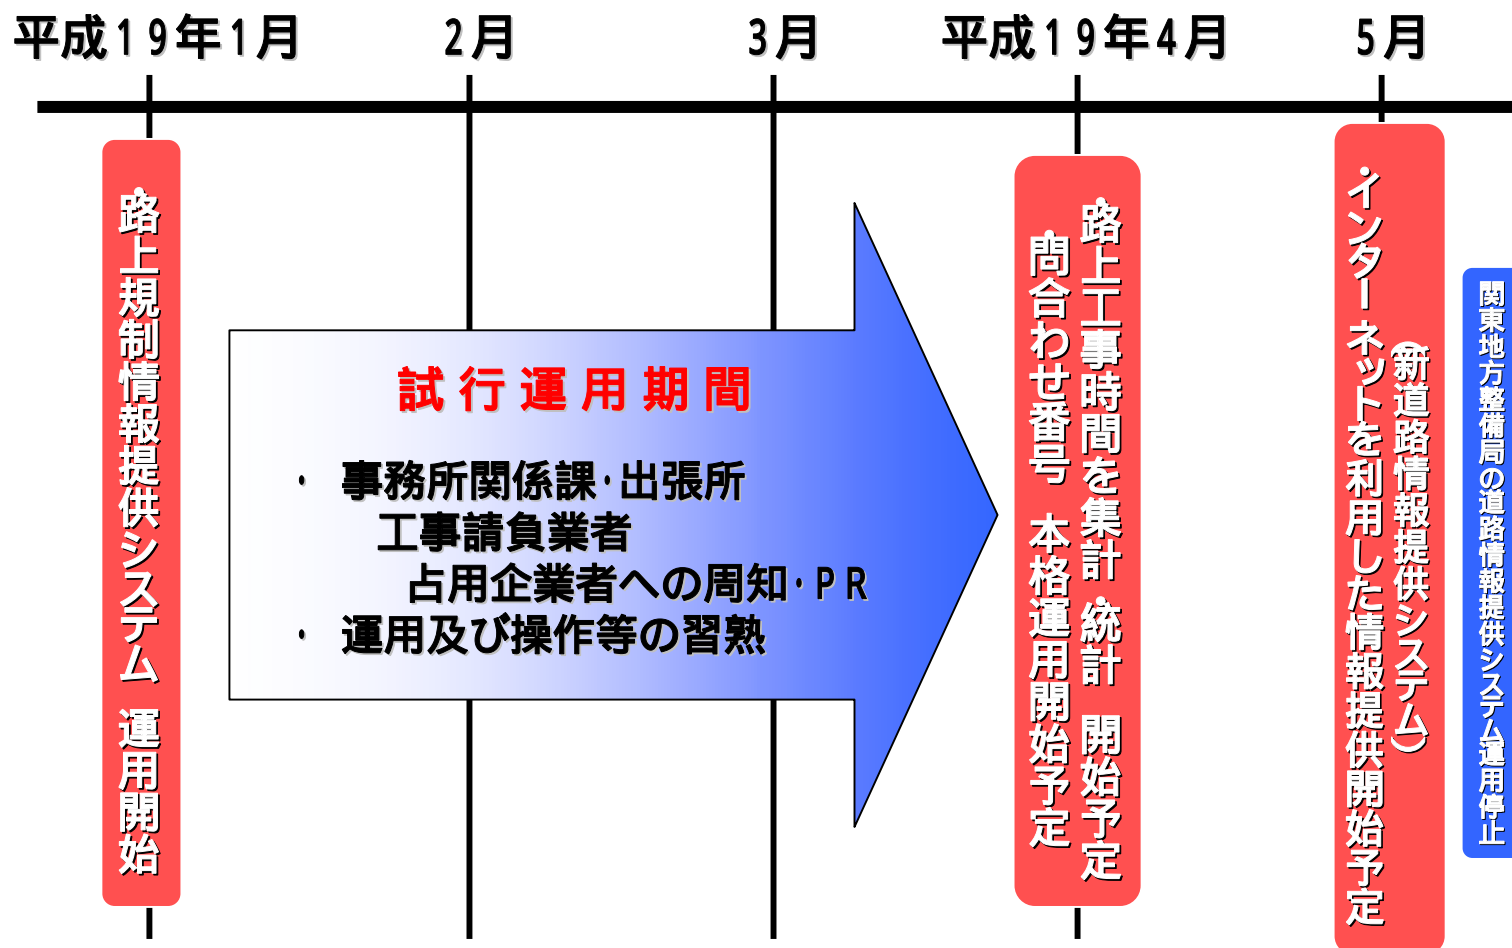 平成１９年１月
２月
３月
平成１９年４月
５月
・路上規制情報提供システム　運用開始
試行運用期間
・　事務所関係課・出張所
工事請負業者
占用企業者への周知・ＰＲ
・　運用及び操作等の習熟
・路上工事時間を集計・統計　開始予定
・問合わせ番号　本格運用開始予定
（新道路情報提供システム）
・インターネットを利用した情報提供開始予定
関東地方整備局の道路情報提供システム運用停止